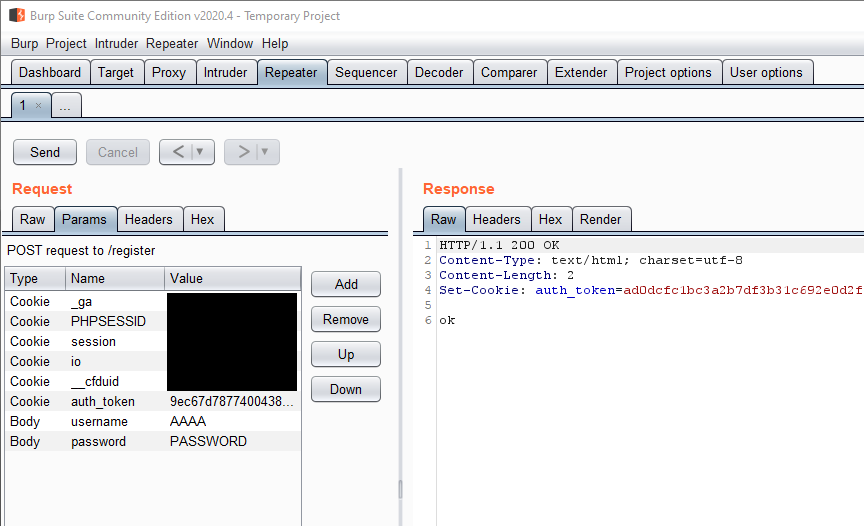 Burp Suite Community Edition v2020.4 - Temporary Project
Burp Project Intruder Repeater Window Help
Dashboard Target Proxy Intruder Repeater Sequencer Decoder Comparer Extender Project options User options
1 × ...
Send Cancel < | ▼ > | ▼
Request
Raw Params Headers Hex
POST request to /register
Type Name Value
Cookie _ga
Cookie PHPSESSID
Cookie session
Cookie io
Cookie __cfduid
Cookie auth_token 9ec67d7877400438...
Body username AAAA
Body password PASSWORD
Add
Remove
Up
Down
Response
Raw Headers Hex Render
1 HTTP/1.1 200 OK
2 Content-Type: text/html; charset=utf-8
3 Content-Length: 2
4 Set-Cookie: auth_token=ad0dcfc1bc3a2b7df3b31c692e0d2f
5
6 ok